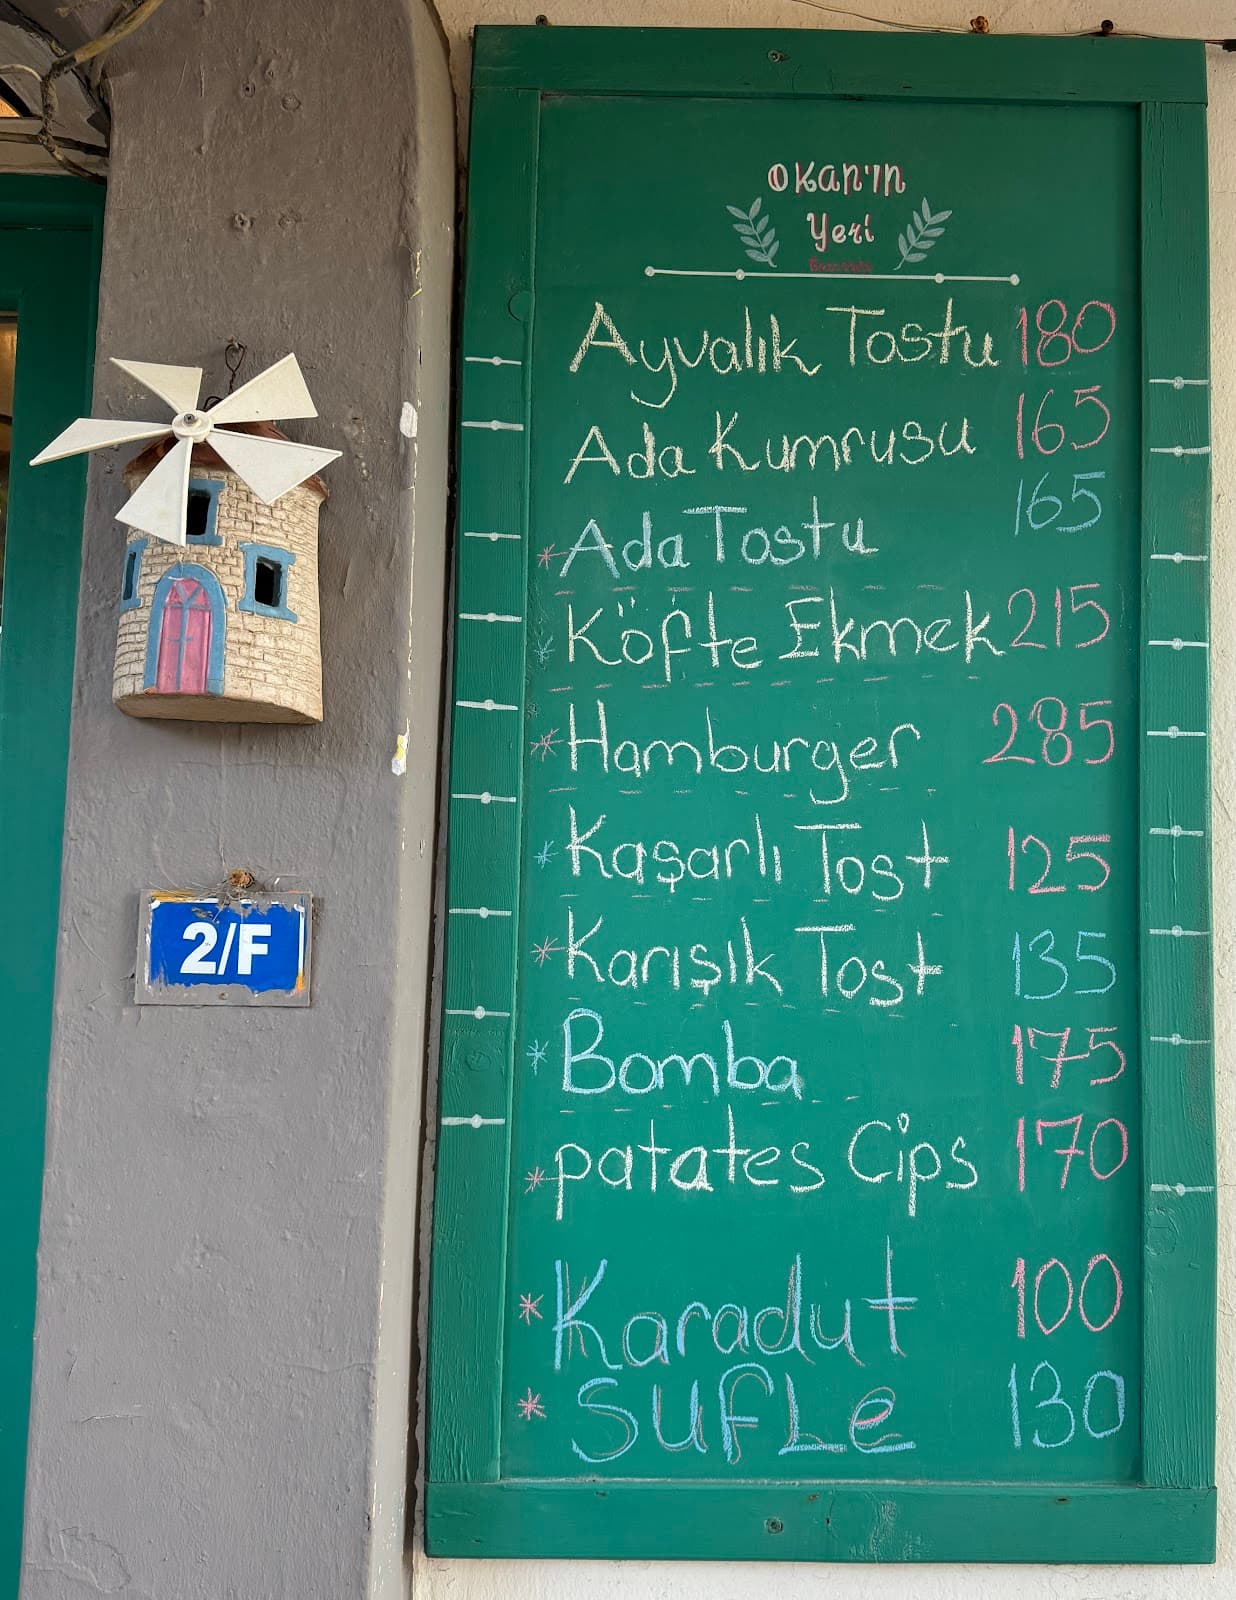 OKAN'IN
Yeri
Ayvalık Tostu 180
Ada Kumrusu 165
*Ada Tostu 165
*Köfte Ekmek 215
*Hamburger 285
*Kaşarlı Tost 125
*Karışık Tost 135
*Bomba 175
*patates Cips 170
*Karadut 100
*SUFLe 130
2/F